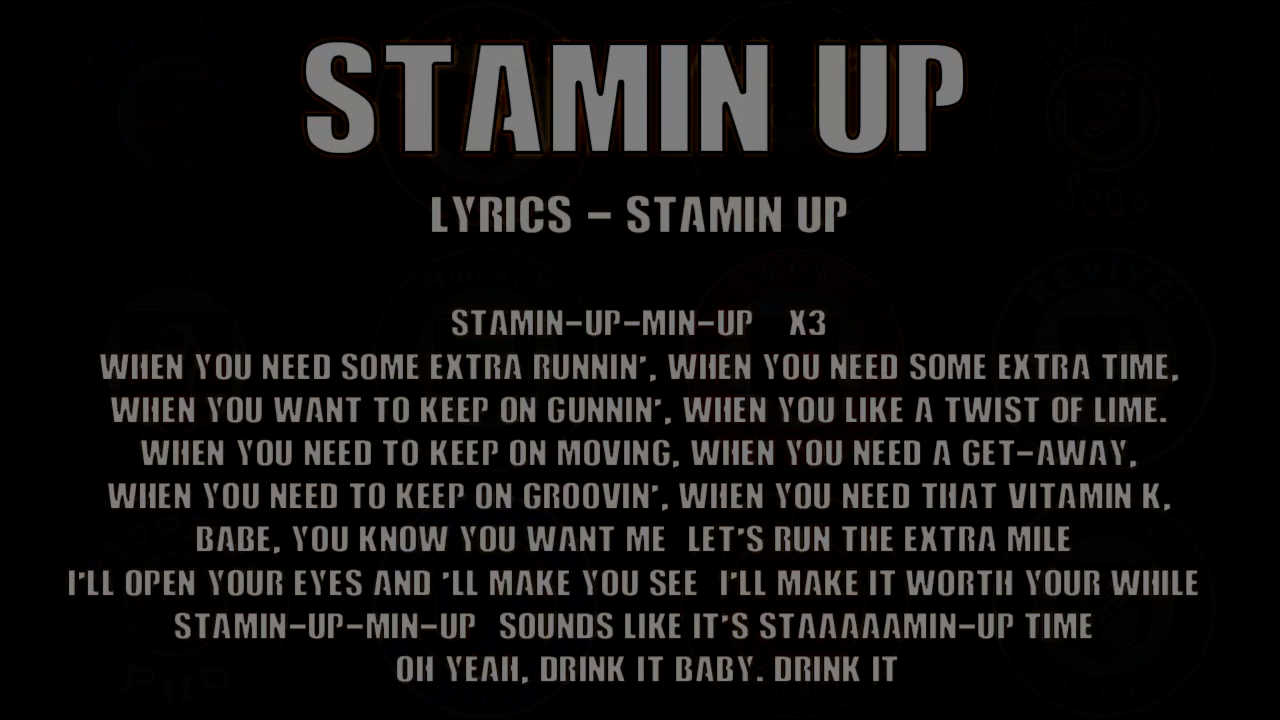 STAMIN UP
LYRICS – STAMIN UP
STAMIN-UP-MIN-UP X3
WHEN YOU NEED SOME EXTRA RUNNIN', WHEN YOU NEED SOME EXTRA TIME,
WHEN YOU WANT TO KEEP ON GUNNIN', WHEN YOU LIKE A TWIST OF LIME.
WHEN YOU NEED TO KEEP ON MOVING, WHEN YOU NEED A GET-AWAY,
WHEN YOU NEED TO KEEP ON GROOVIN', WHEN YOU NEED THAT VITAMIN K,
BABE, YOU KNOW YOU WANT ME LET'S RUN THE EXTRA MILE
I'LL OPEN YOUR EYES AND 'LL MAKE YOU SEE I'LL MAKE IT WORTH YOUR WHILE
STAMIN-UP-MIN-UP SOUNDS LIKE IT'S STAAAAAMIN-UP TIME
OH YEAH, DRINK IT BABY. DRINK IT
REVIVE!
Soda